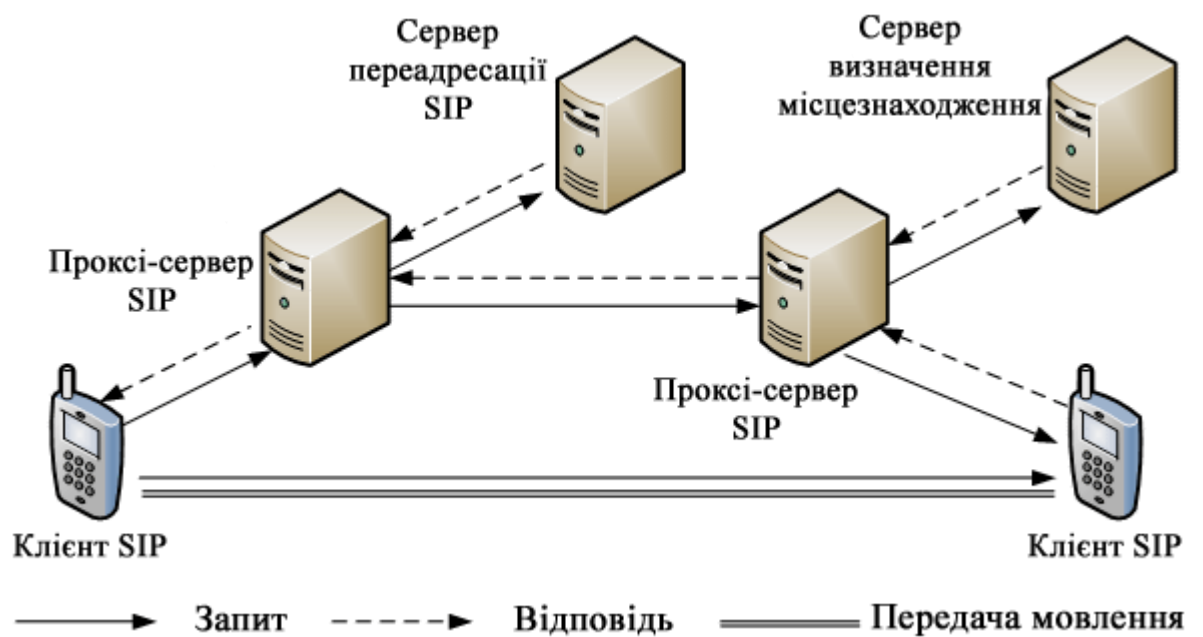 Сервер
переадресації
SIP
Сервер
визначення
місцезнаходження
Проксі-сервер
SIP
Проксі-сервер
SIP
Клієнт SIP
Клієнт SIP
Запит
Відповідь
Передача мовлення